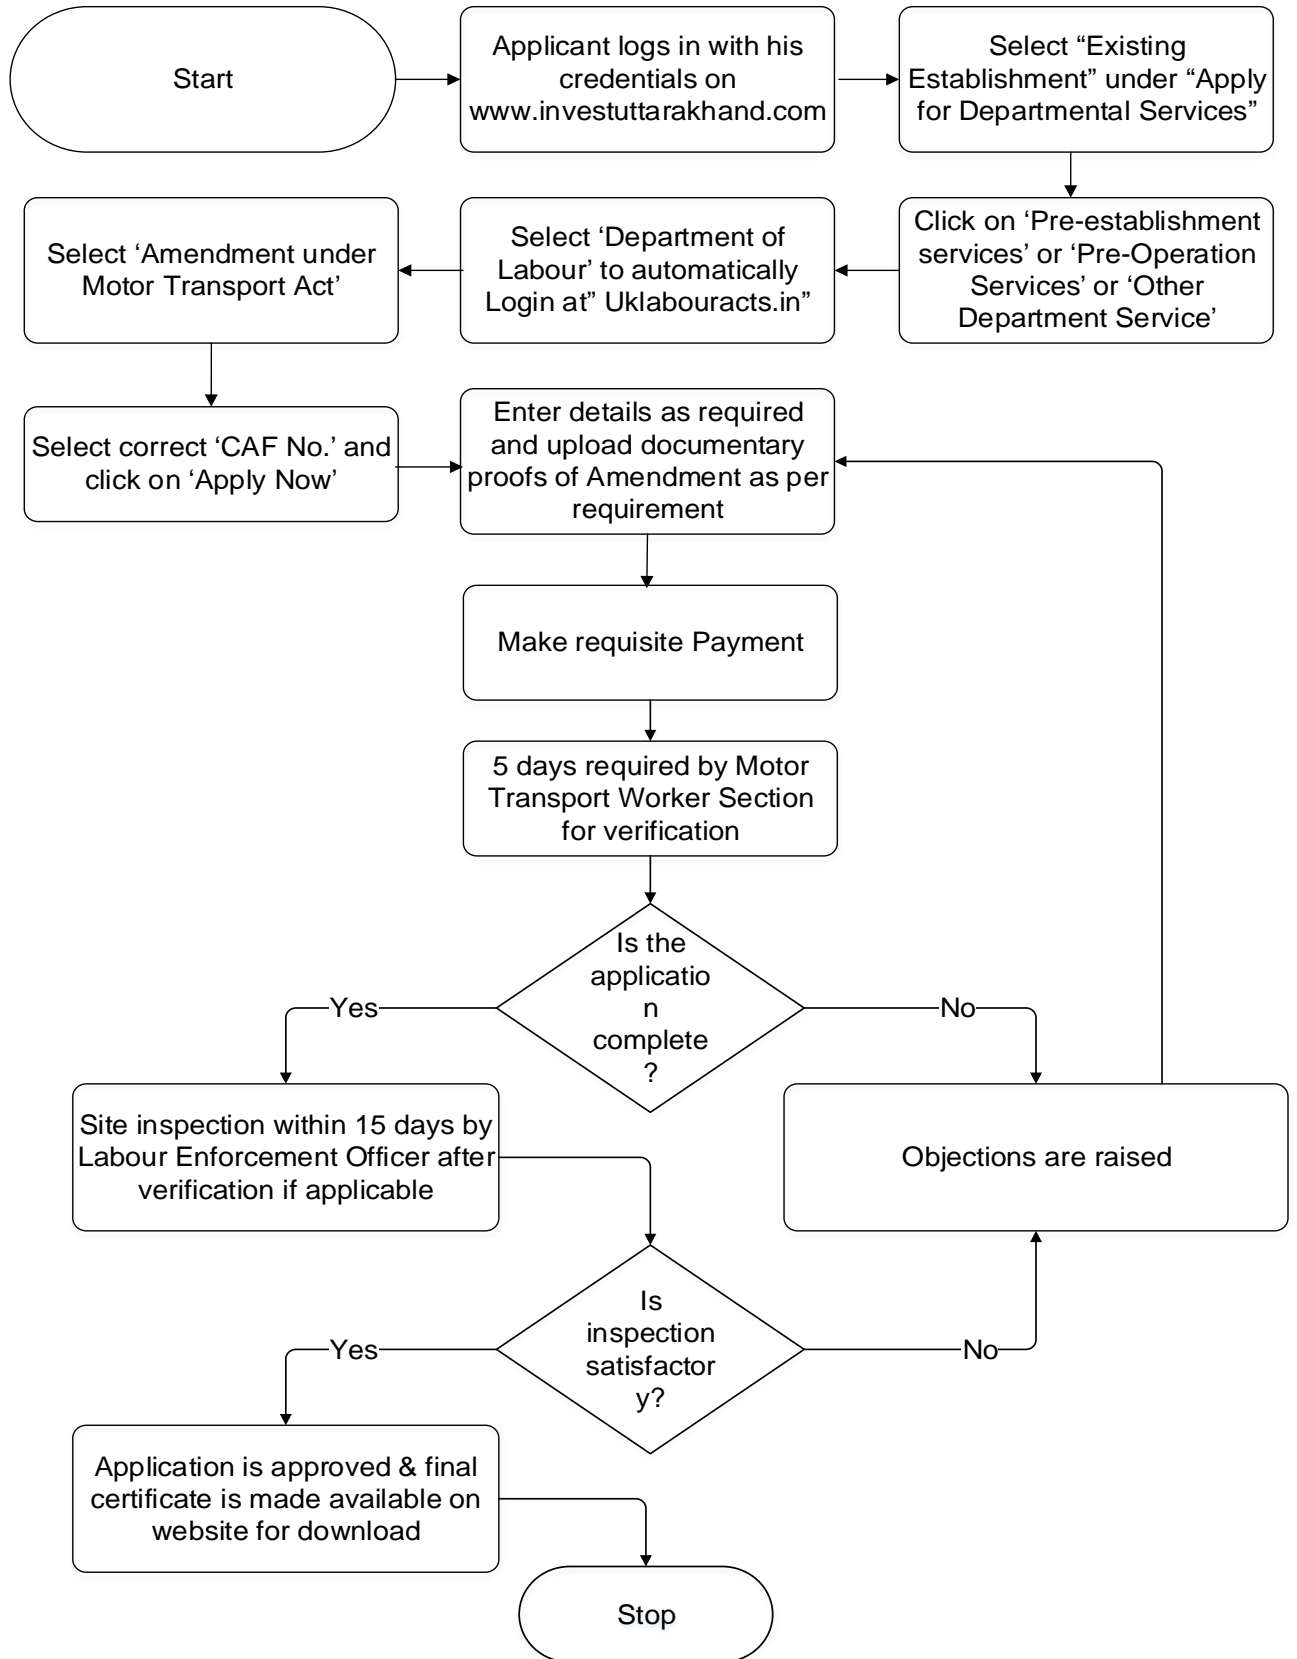 Start
Applicant logs in with his
credentials on
www.investuttarakhand.com
Select “Existing
Establishment” under “Apply
for Departmental Services”
Click on ‘Pre-establishment
services’ or ‘Pre-Operation
Services’ or ‘Other
Department Service’
Select ‘Department of
Labour’ to automatically
Login at” Uklabouracts.in”
Select ‘Amendment under
Motor Transport Act’
Select correct ‘CAF No.’ and
click on ‘Apply Now’
Enter details as required
and upload documentary
proofs of Amendment as per
requirement
Make requisite Payment
5 days required by Motor
Transport Worker Section
for verification
Is the
applicatio
n
complete
?
Yes
No
Site inspection within 15 days by
Labour Enforcement Officer after
verification if applicable
Objections are raised
Is
inspection
satisfactor
y?
Yes
No
Application is approved & final
certificate is made available on
website for download
Stop